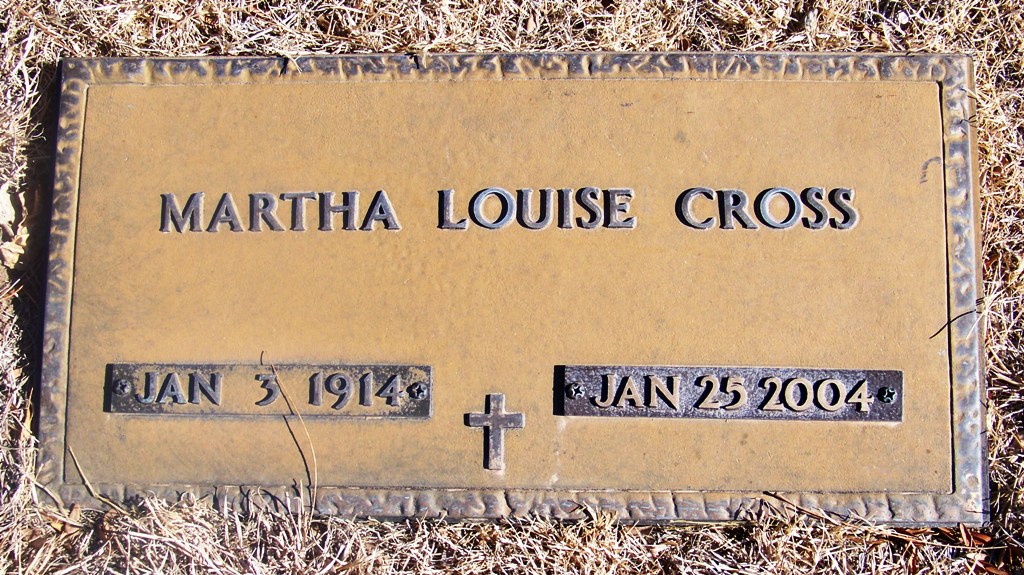 MARTHA LOUISE CROSS
JAN 3 1914 JAN 25 2004